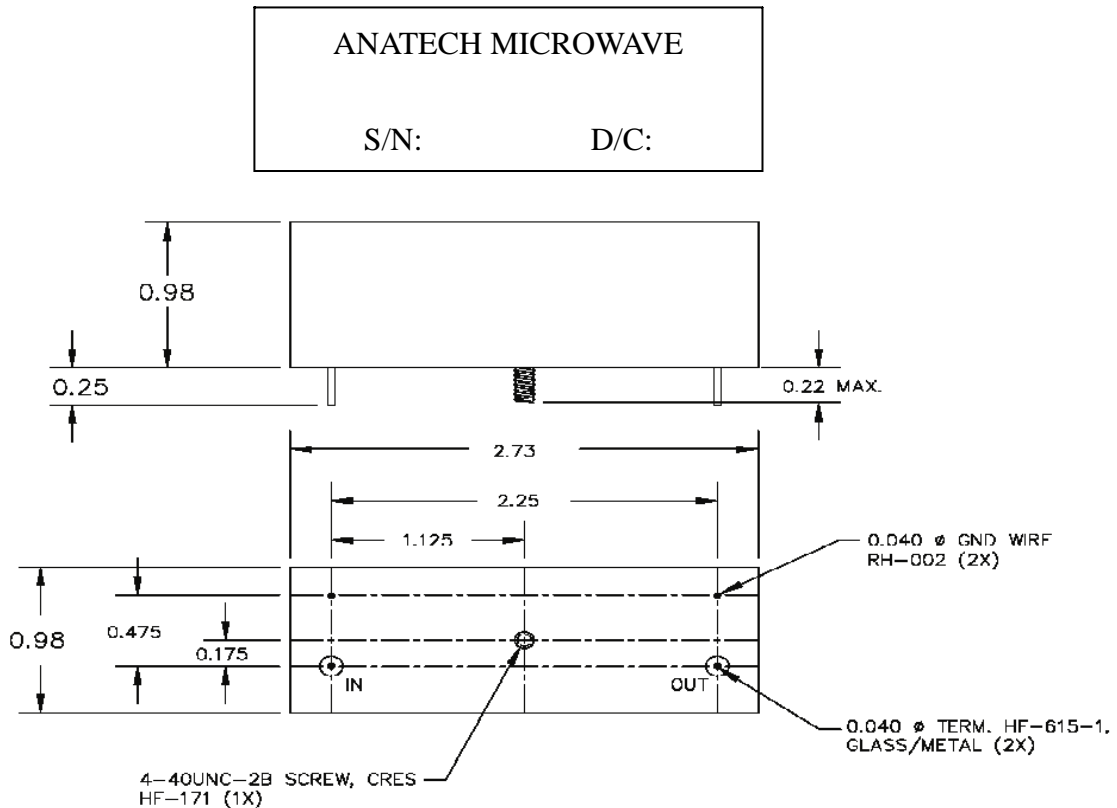 ANATECH MICROWAVE
S/N: D/C:
0.98
0.25
0.22 MAX.
2.73
2.25
1.125
0.040 ø GND WIRE
RH-002 (2X)
0.98
0.475
0.175
IN
OUT
0.040 ø TERM. HF-615-1,
GLASS/METAL (2X)
4-40UNC-2B SCREW, CRES
HF-171 (1X)